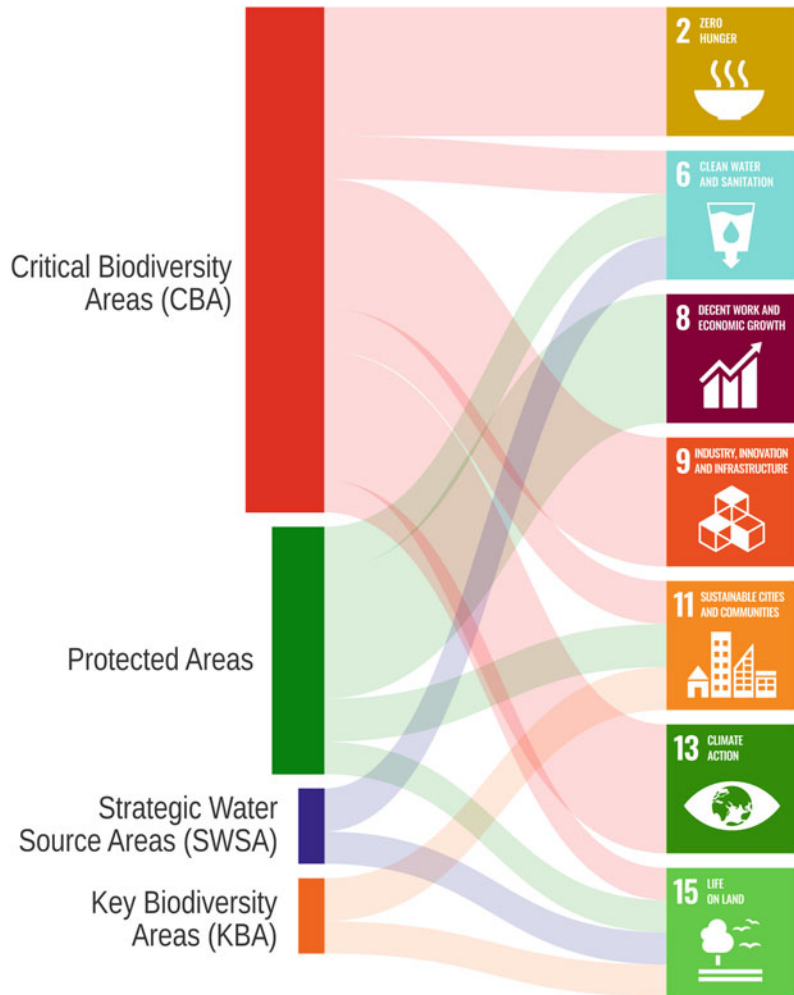 Critical Biodiversity
Areas (CBA)
Protected Areas
Strategic Water
Source Areas (SWSA)
Key Biodiversity
Areas (KBA)
2 ZERO
HUNGER
6 CLEAN WATER
AND SANITATION
8 DECENT WORK AND
ECONOMIC GROWTH
9 INDUSTRY, INNOVATION
AND INFRASTRUCTURE
11 SUSTAINABLE CITIES
AND COMMUNITIES
13 CLIMATE
ACTION
15 LIFE
ON LAND